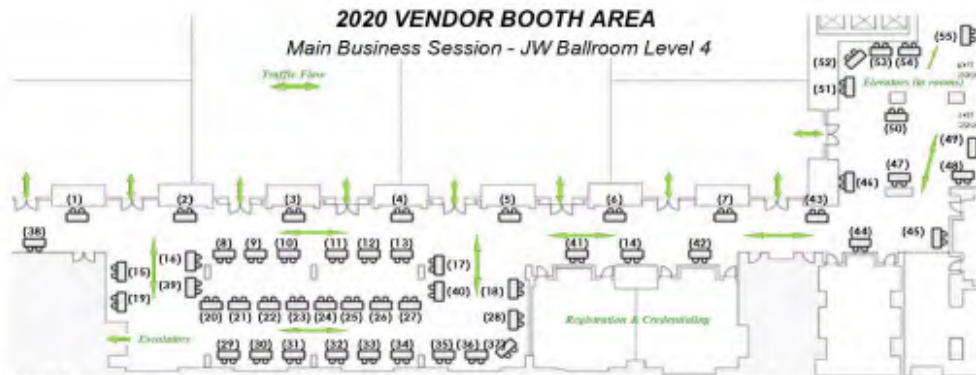 2020 VENDOR BOOTH AREA
Main Business Session - JW Ballroom Level 4
Traffic Flow
(55)
(52)
(53) (54)
(51)
Elevators (to rooms)
(50)
(49)
(46)
(47)
(48)
(1) (2) (3) (4) (5) (6) (7) (43)
(38)
(8) (9) (10) (11) (12) (13)
(41) (14) (42)
(44)
(45)
(15)
(16)
(17)
(19)
(39)
(40)
(18)
(20) (21) (22) (23) (24) (25) (26) (27)
(28)
Registration & Credentialing
Escalators
(29) (30) (31) (32) (33) (34) (35) (36) (37)